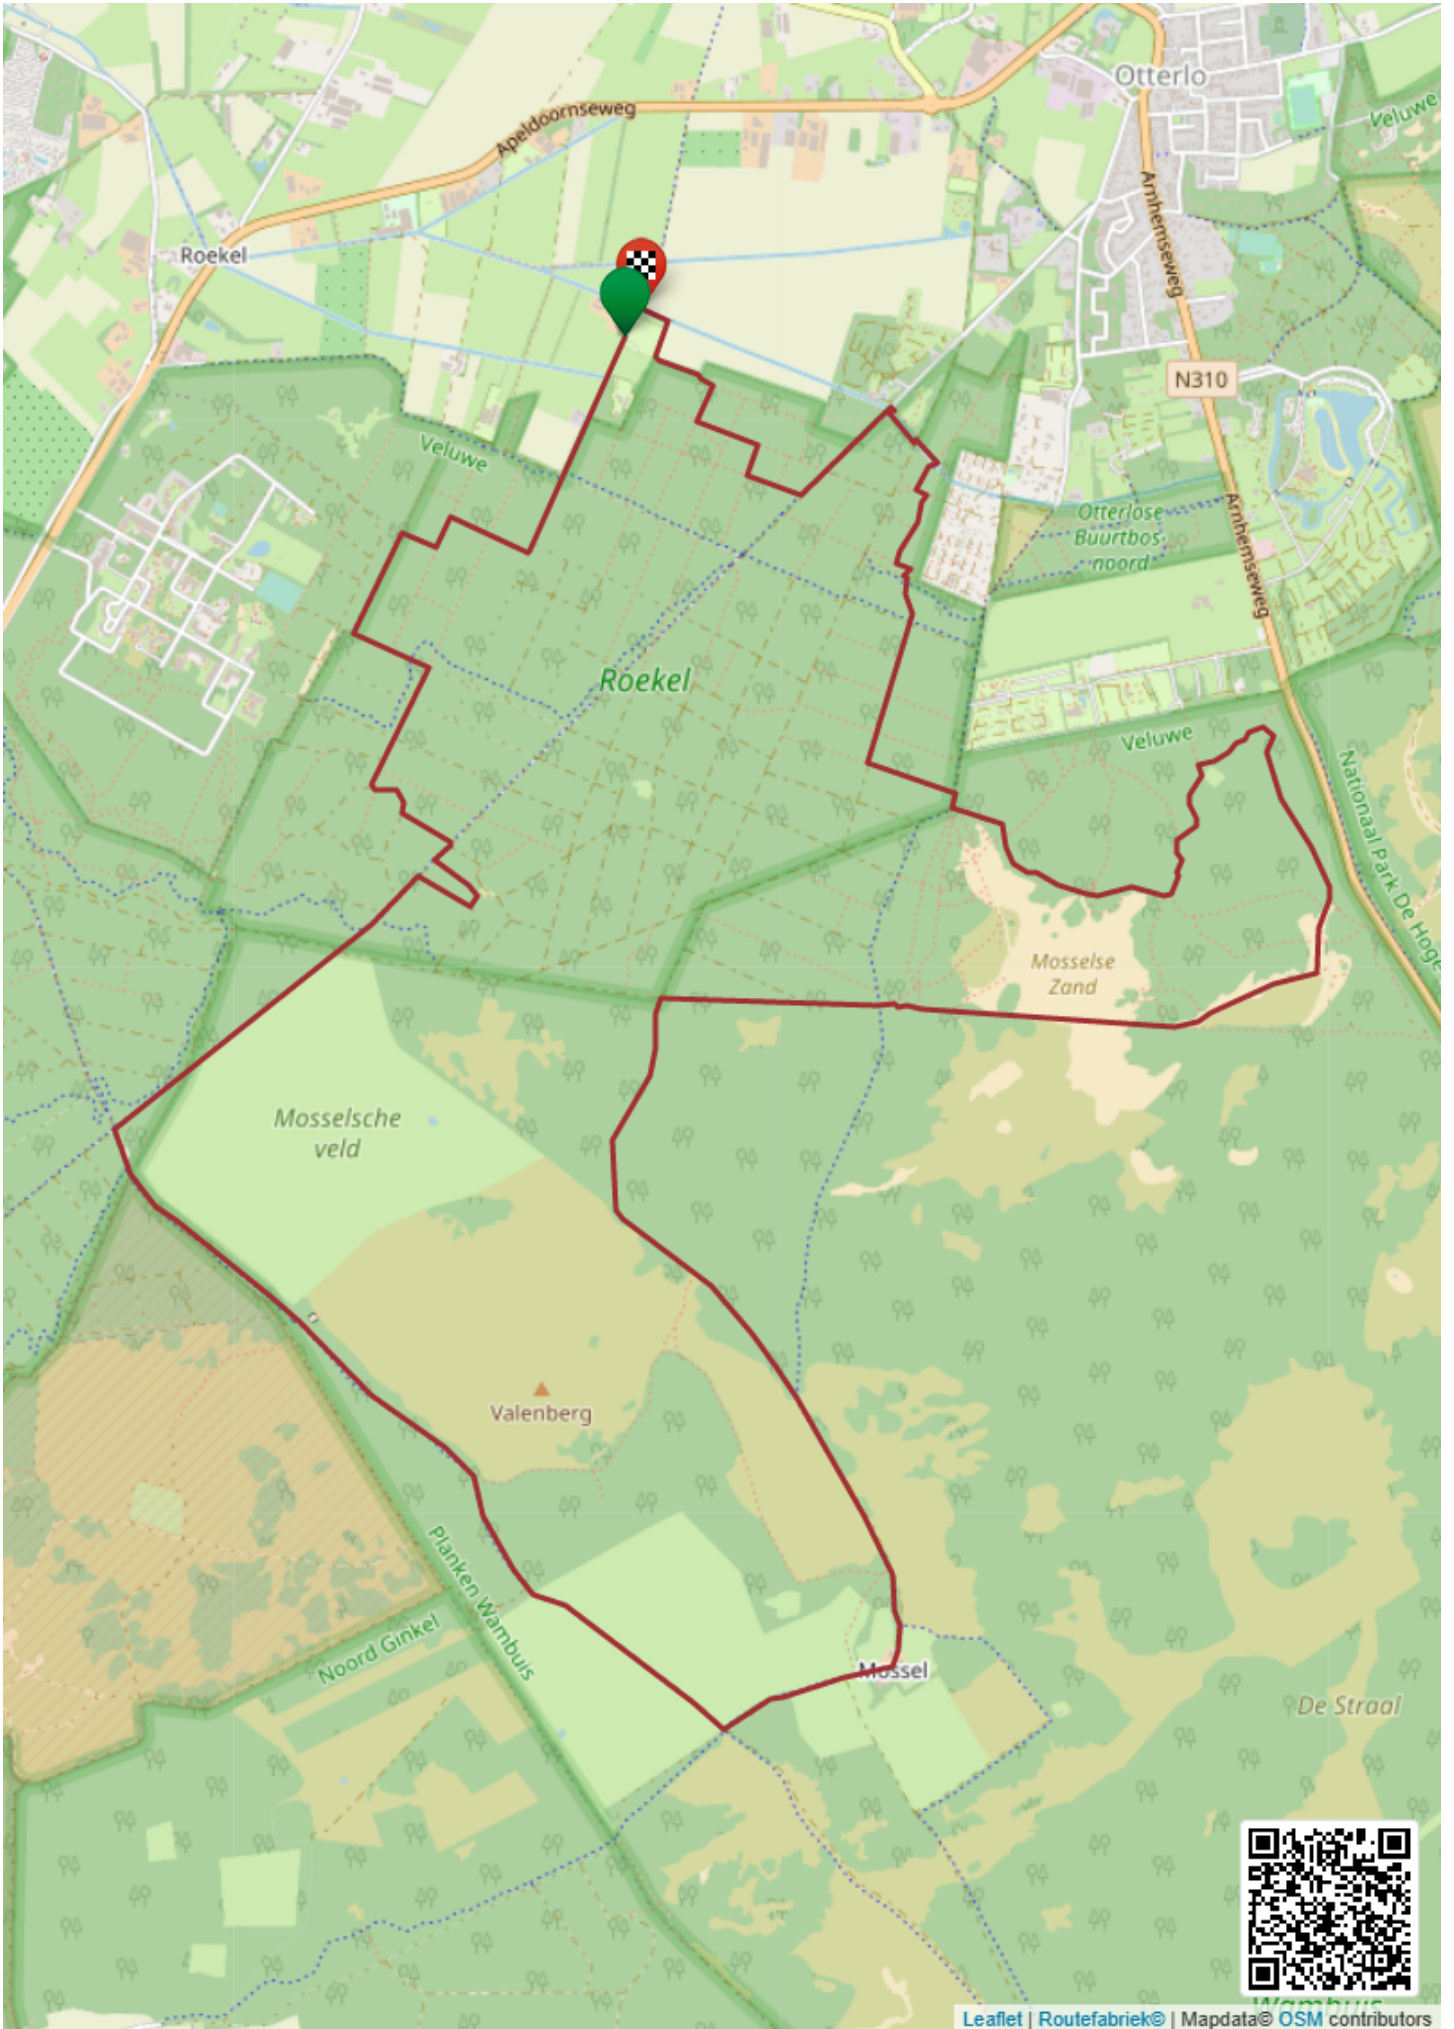 Otterlo
Veluwe
Apeldoornseweg
Arnhemseweg
Roekel
N310
Veluwe
Arnhemseweg
Otterlose
Buurtbos-
noord
Roekel
Veluwe
Nationaal Park De Hoge
Mosselse
Zand
Mosselsche
veld
Valenberg
Planken Wambuis
Noord Ginkel
Mossel
De Straal
Wambuis
Leaflet | Routefabriek© | Mapdata© OSM contributors